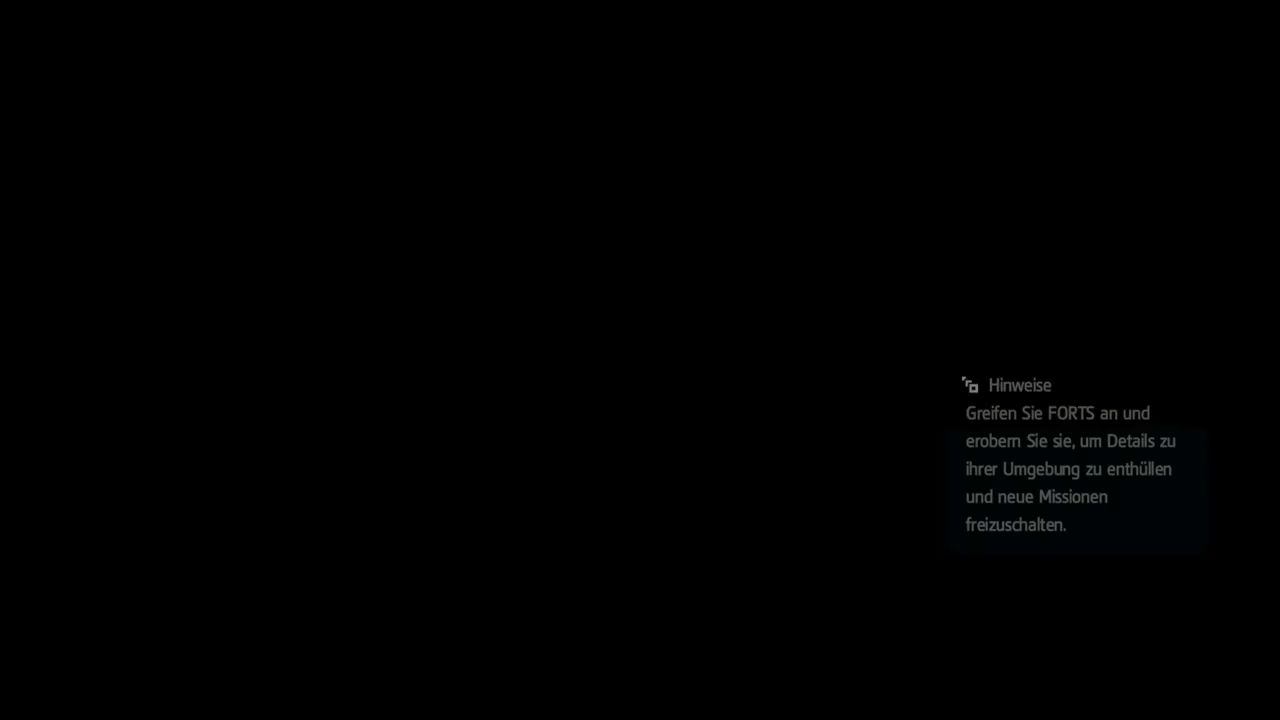 Hinweise
Greifen Sie FORTS an und
erobern Sie sie, um Details zu
ihrer Umgebung zu enthüllen
und neue Missionen
freizuschalten.